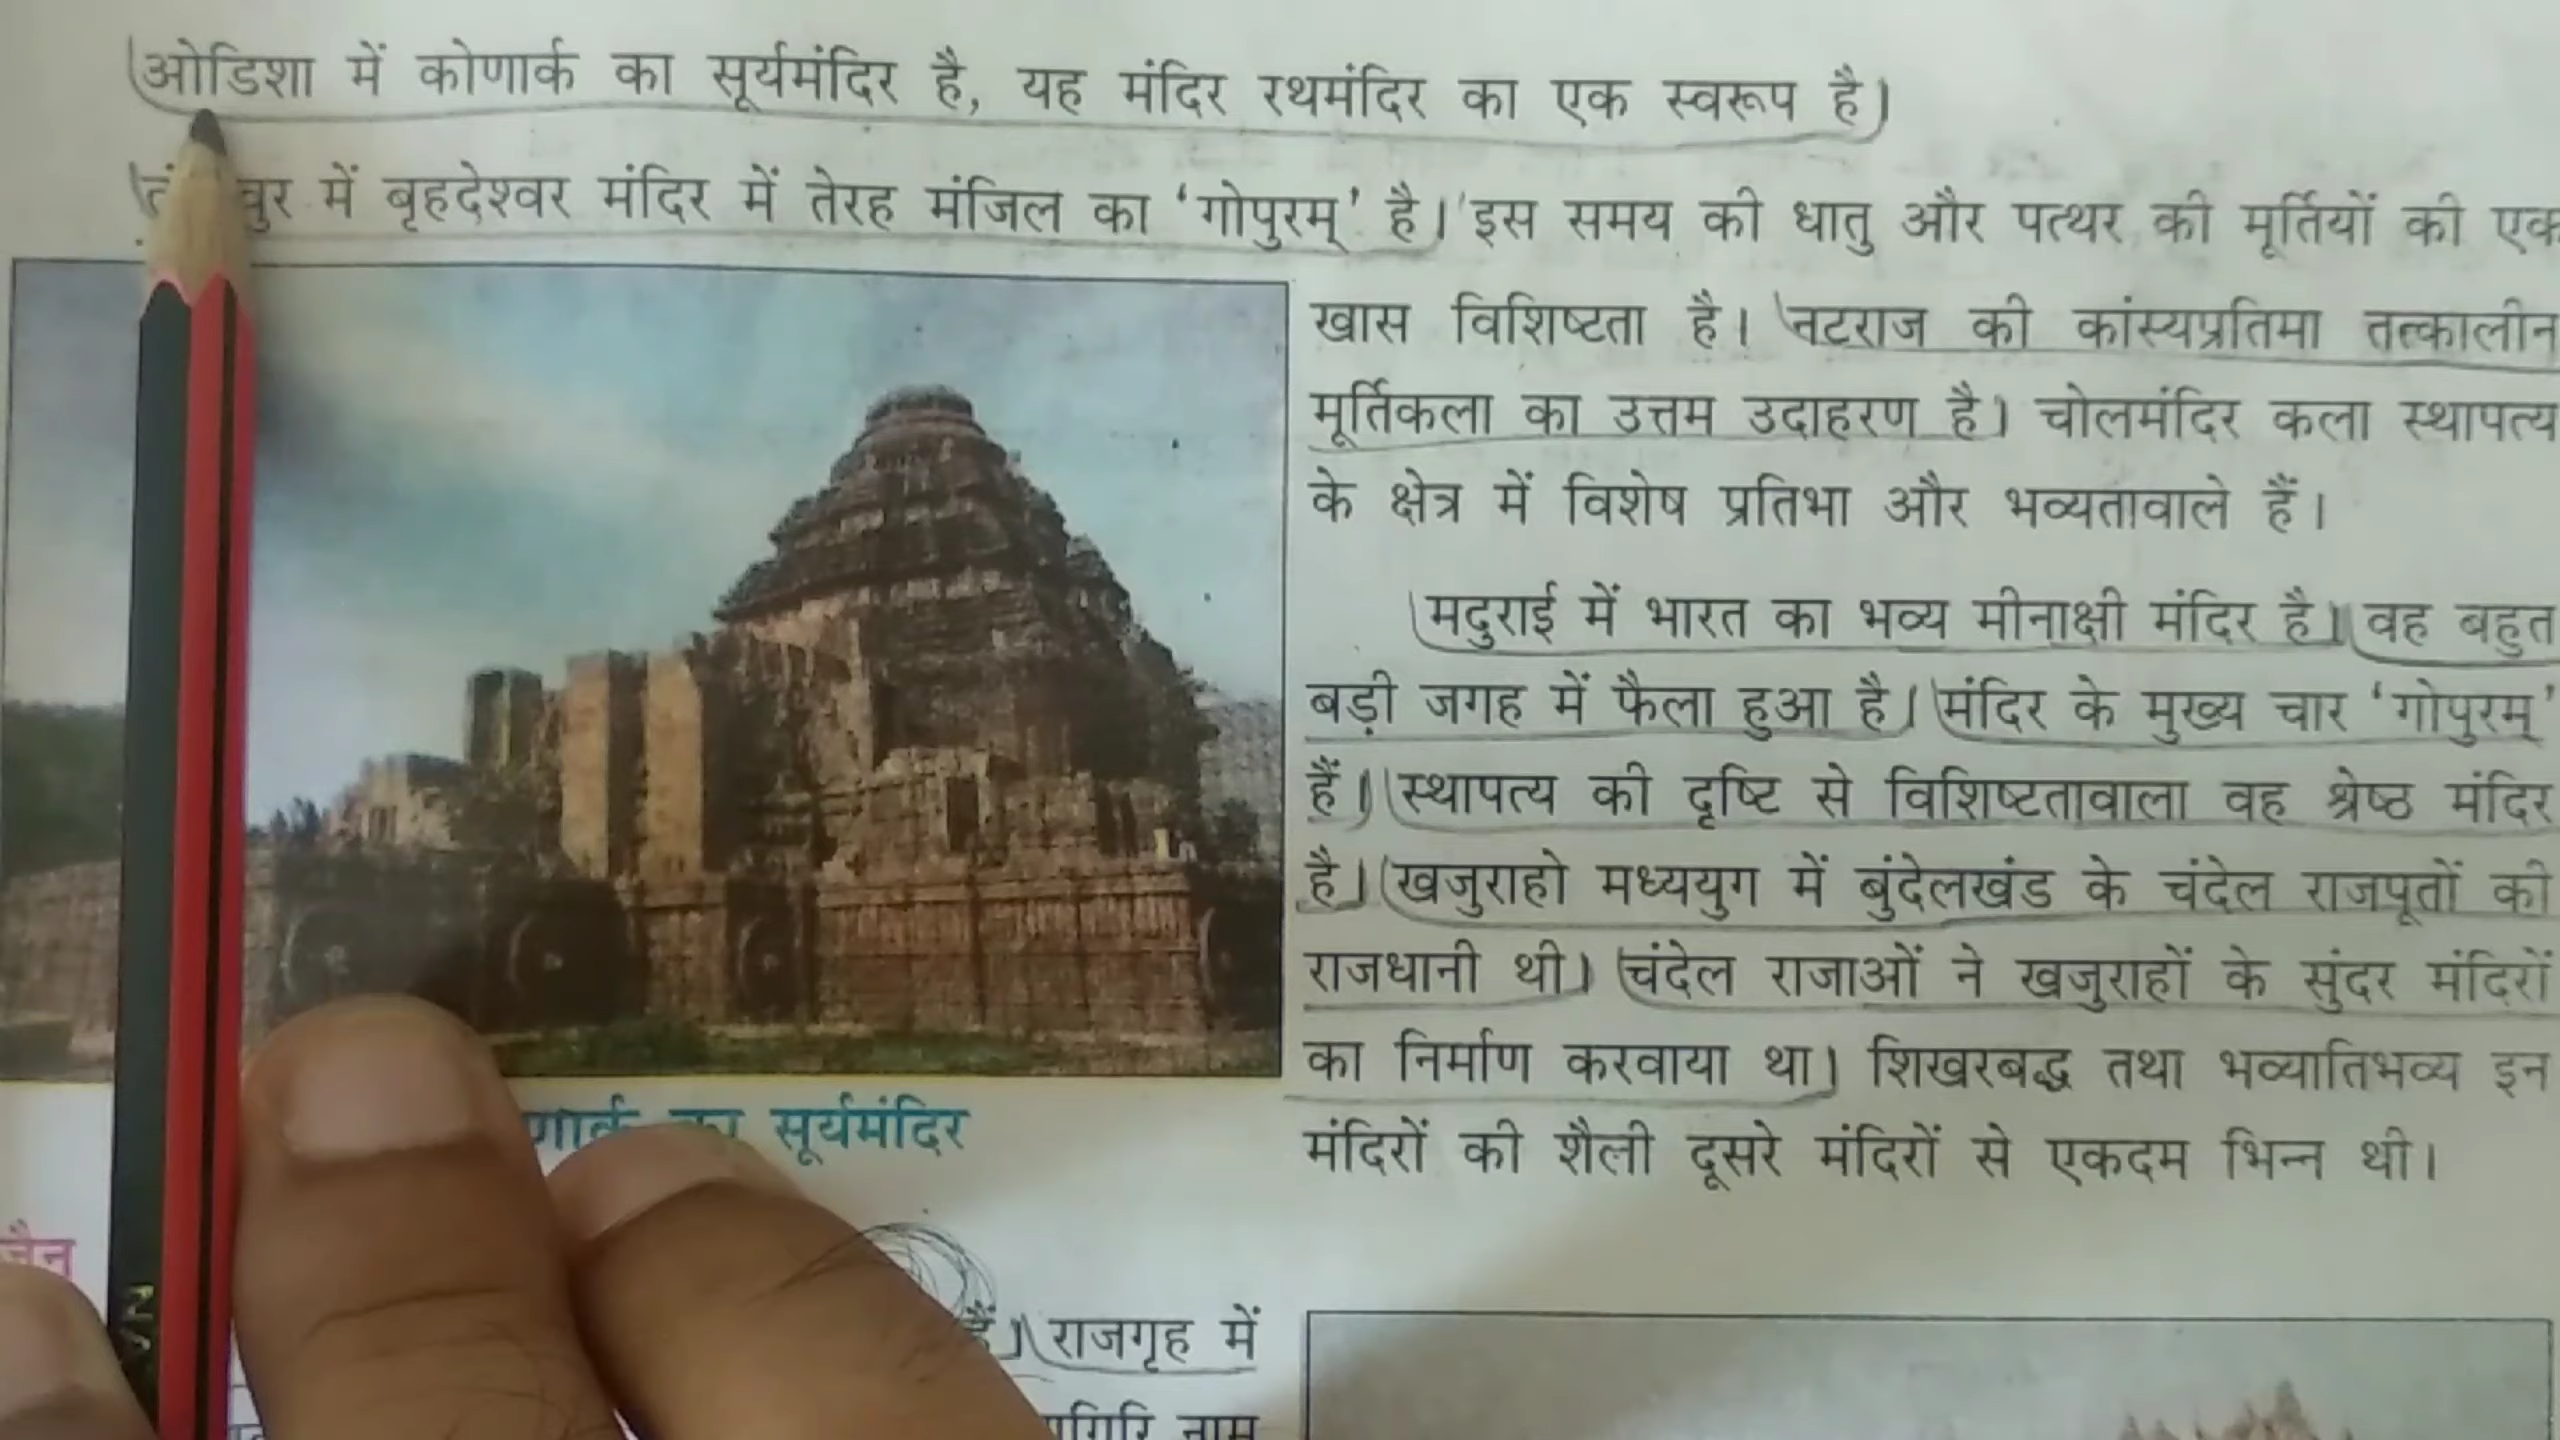 ओडिशा में कोणार्क का सूर्यमंदिर है, यह मंदिर रथमंदिर का एक स्वरूप है।
में बृहदेश्वर मंदिर में तेरह मंजिल का ‘गोपुरम्’ है। इस समय की धातु और पत्थर की मूर्तियों की एक
खास विशिष्टता है। नटराज की कांस्यप्रतिमा तत्कालीन
मूर्तिकला का उत्तम उदाहरण है। चोलमंदिर कला स्थापत्य
के क्षेत्र में विशेष प्रतिभा और भव्यतावाले हैं।
मदुराई में भारत का भव्य मीनाक्षी मंदिर है। वह बहुत
बड़ी जगह में फैला हुआ है। मंदिर के मुख्य चार ‘गोपुरम्’
हैं। स्थापत्य की दृष्टि से विशिष्टतावाला वह श्रेष्ठ मंदिर
है। खजुराहो मध्ययुग में बुंदेलखंड के चंदेल राजपूतों की
राजधानी थी। चंदेल राजाओं ने खजुराहों के सुंदर मंदिरों
का निर्माण करवाया था। शिखरबद्ध तथा भव्यातिभव्य इन
मंदिरों की शैली दूसरे मंदिरों से एकदम भिन्न थी।
का सूर्यमंदिर
जैन
हैं। राजगृह में
नाम